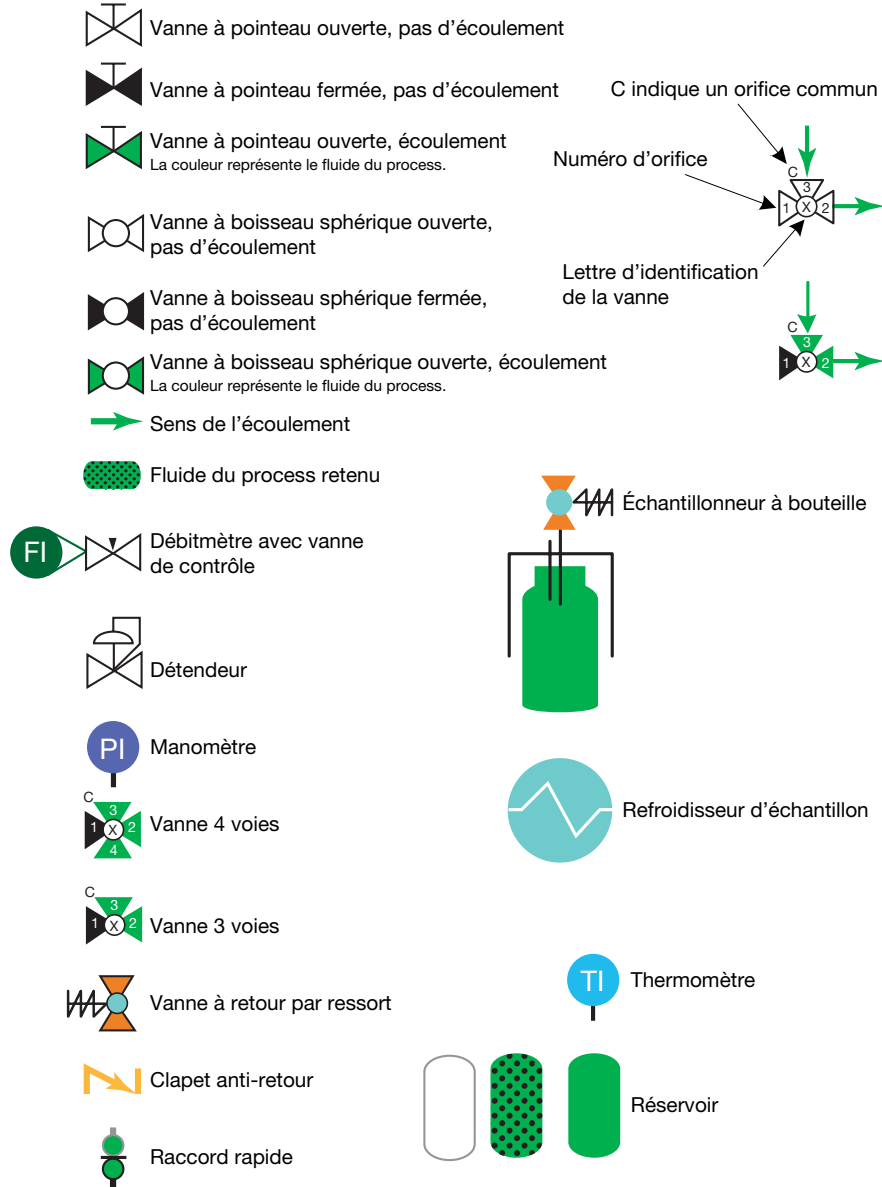 Vanne à pointeau ouverte, pas d'écoulement
Vanne à pointeau fermée, pas d'écoulement
Vanne à pointeau ouverte, écoulement
La couleur représente le fluide du process.
Vanne à boisseau sphérique ouverte,
pas d'écoulement
Vanne à boisseau sphérique fermée,
pas d'écoulement
Vanne à boisseau sphérique ouverte, écoulement
La couleur représente le fluide du process.
Sens de l'écoulement
Fluide du process retenu
FI
Débitmètre avec vanne
de contrôle
Détendeur
PI
Manomètre
C
3
1 X 2
4
Vanne 4 voies
C
3
1 X 2
Vanne 3 voies
Vanne à retour par ressort
Clapet anti-retour
Raccord rapide
C indique un orifice commun
Numéro d'orifice
C
3
1 X 2
Lettre d'identification
de la vanne
C
3
1 X 2
Échantillonneur à bouteille
Refroidisseur d'échantillon
TI
Thermomètre
Réservoir